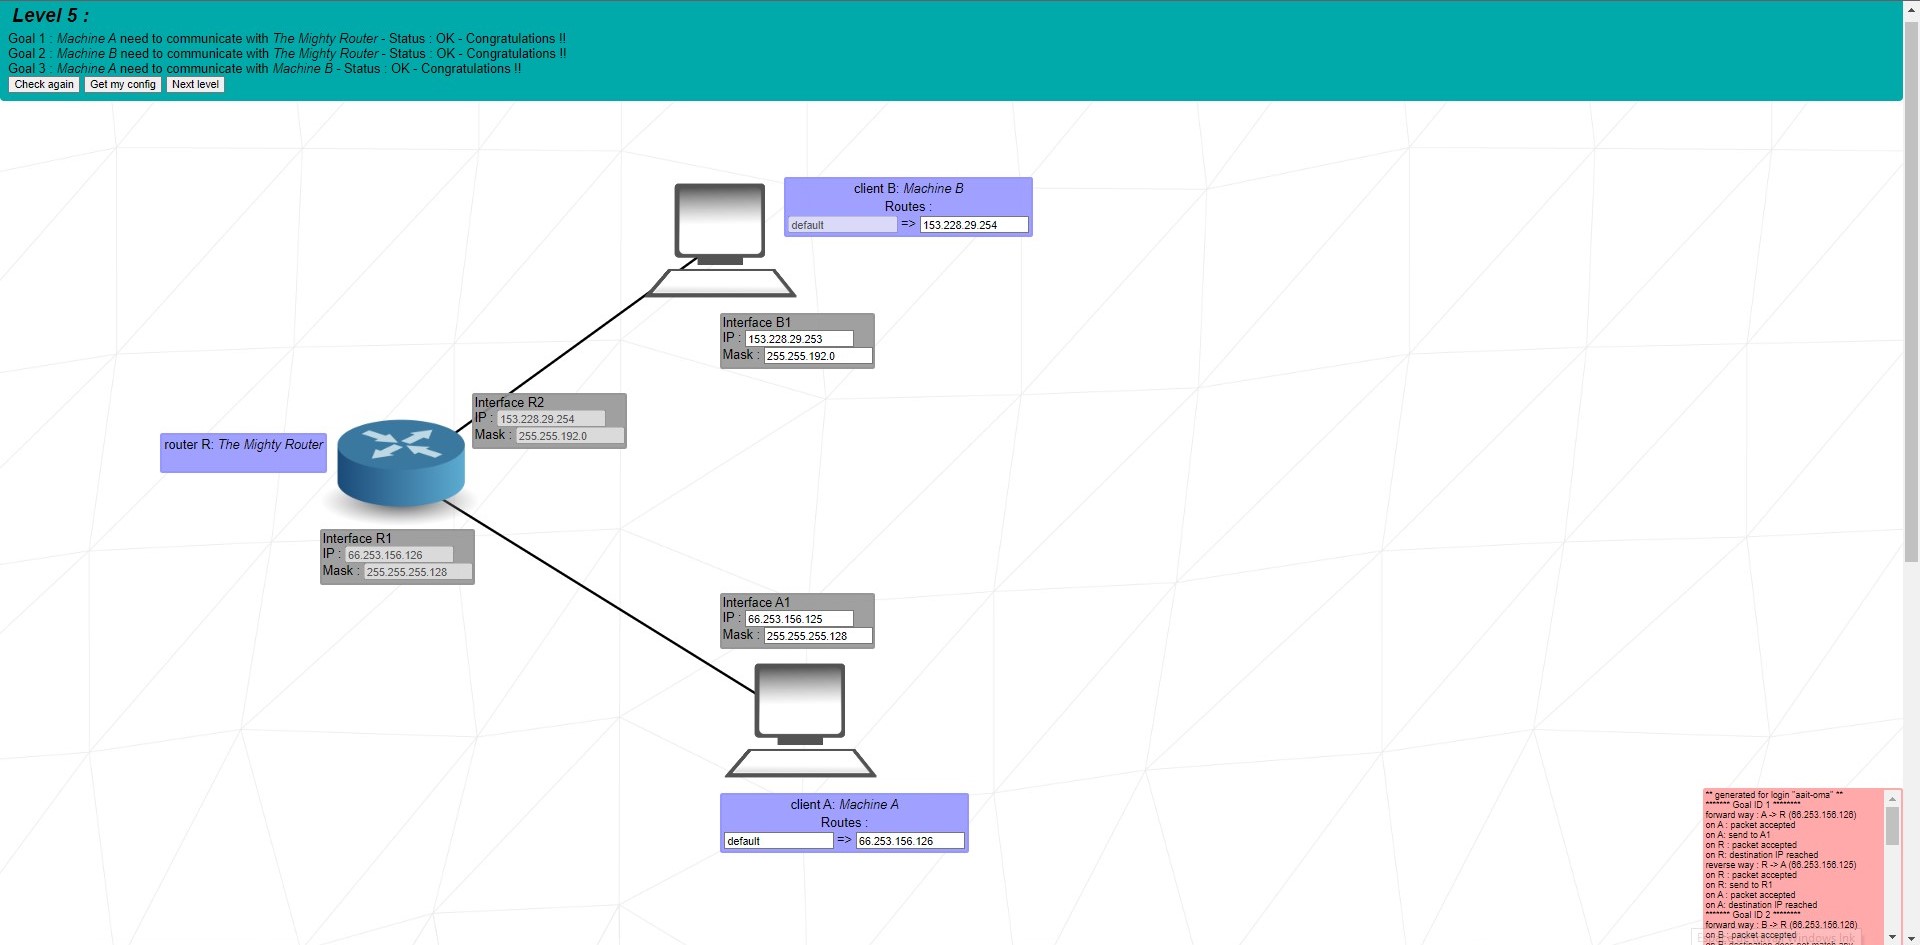 Level 5 :
Goal 1 : Machine A need to communicate with The Mighty Router - Status : OK - Congratulations !!
Goal 2 : Machine B need to communicate with The Mighty Router - Status : OK - Congratulations !!
Goal 3 : Machine A need to communicate with Machine B - Status : OK - Congratulations !!
Check again Get my config Next level
client B: Machine B
Routes :
default => 153.228.29.254
Interface B1
IP : 153.228.29.253
Mask : 255.255.192.0
Interface R2
IP : 153.228.29.254
Mask : 255.255.192.0
router R: The Mighty Router
Interface R1
IP : 66.253.156.126
Mask : 255.255.255.128
Interface A1
IP : 66.253.156.125
Mask : 255.255.255.128
client A: Machine A
Routes :
default => 66.253.156.126
** generated for login "aait-oma" **
******* Goal ID 1 ********
forward way : A -> R (66.253.156.126)
on A : packet accepted
on A: send to A1
on R : packet accepted
on R: destination IP reached
reverse way : R -> A (66.253.156.125)
on R : packet accepted
on R: send to R1
on A : packet accepted
on A: destination IP reached
******* Goal ID 2 ********
forward way : B -> R (66.253.156.126)
on B : packet accepted